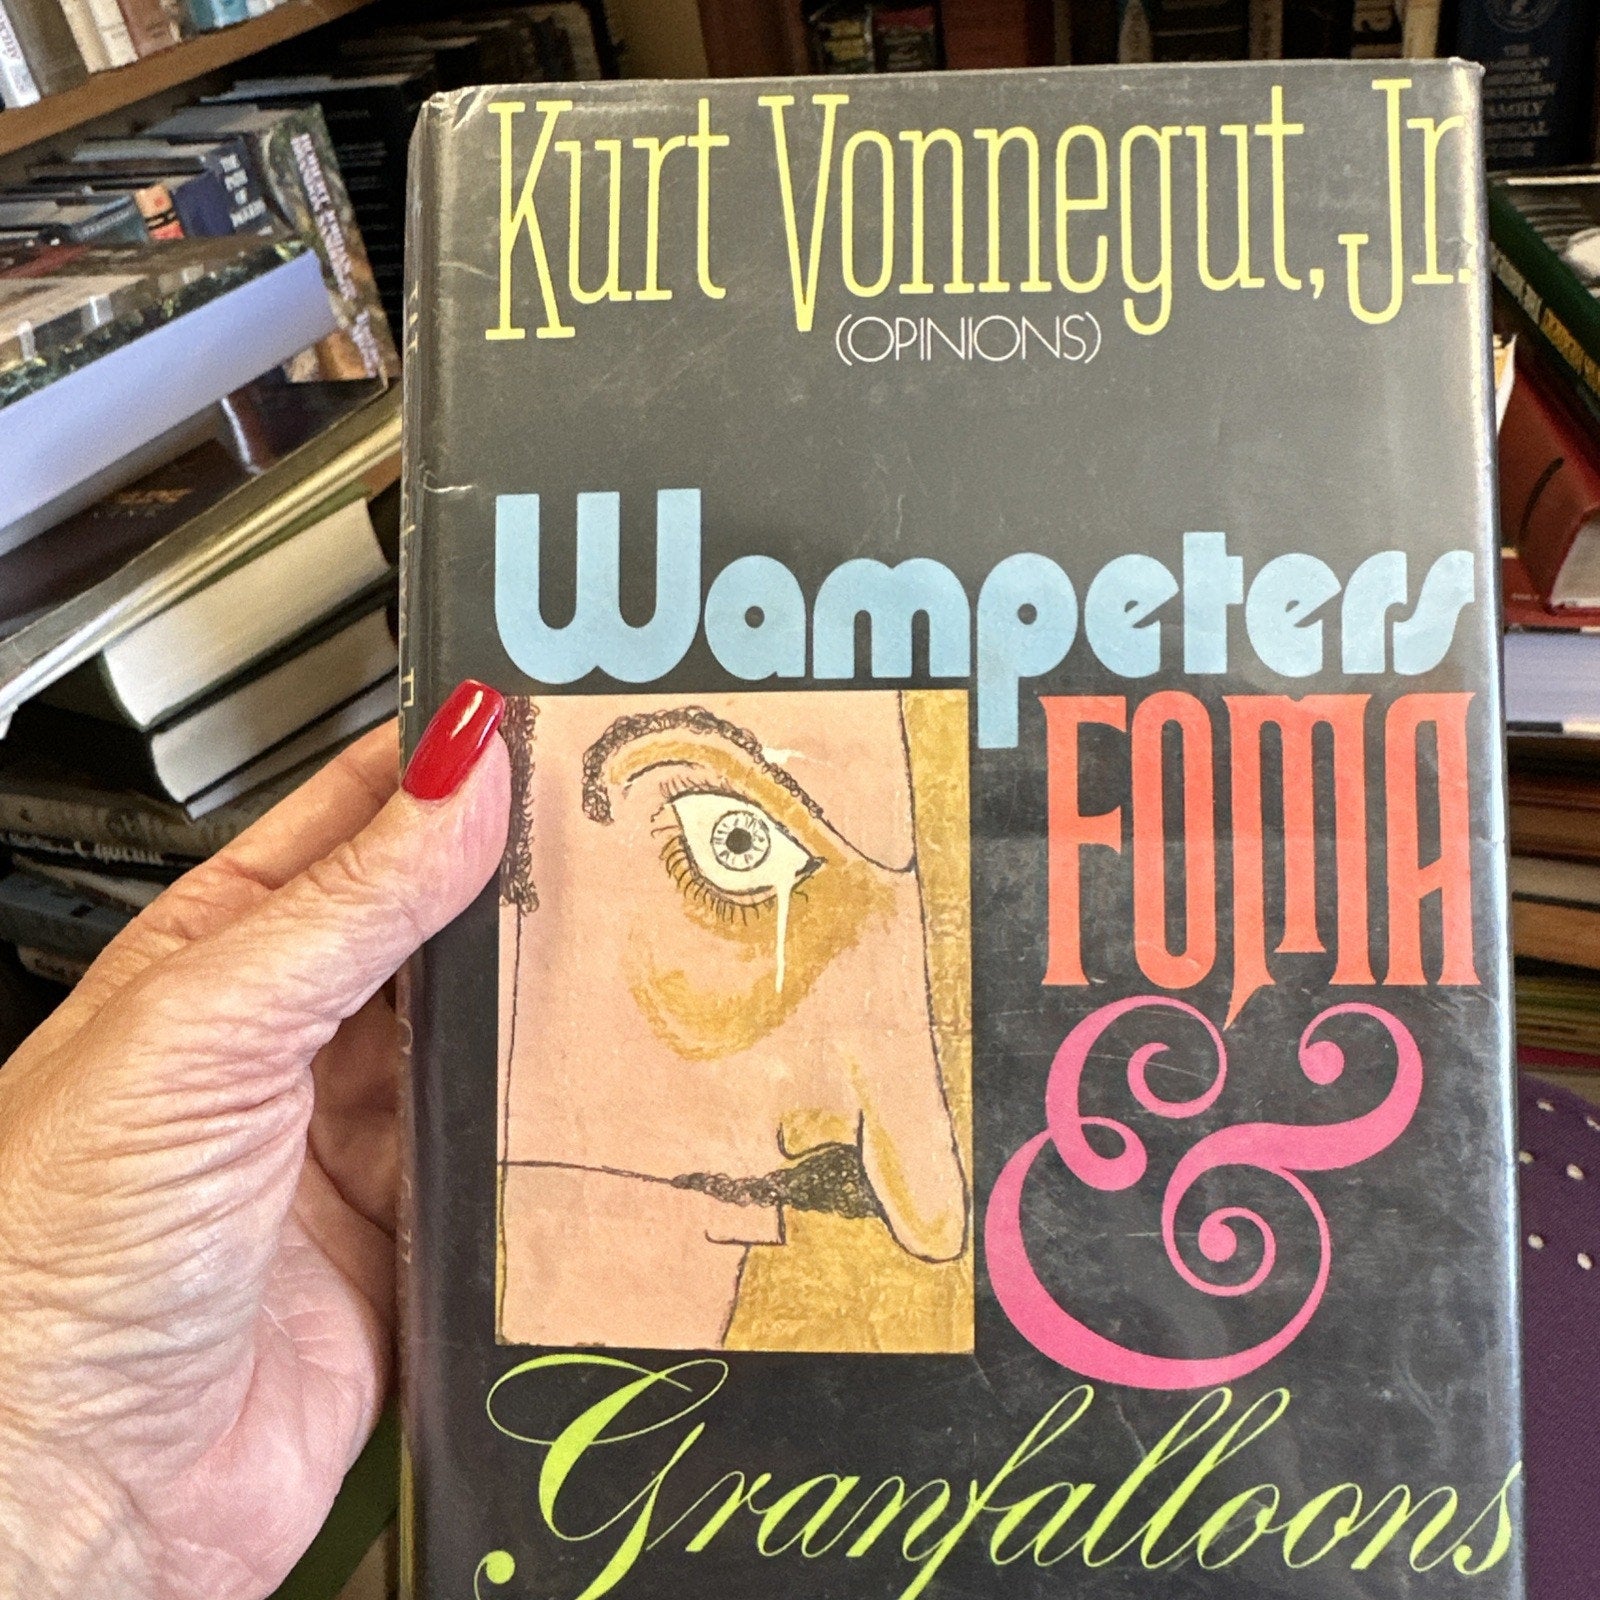 Kurt Vonnegut, Jr.
(OPINIONS)
Wampeters
FOMA
&
Granfalloons